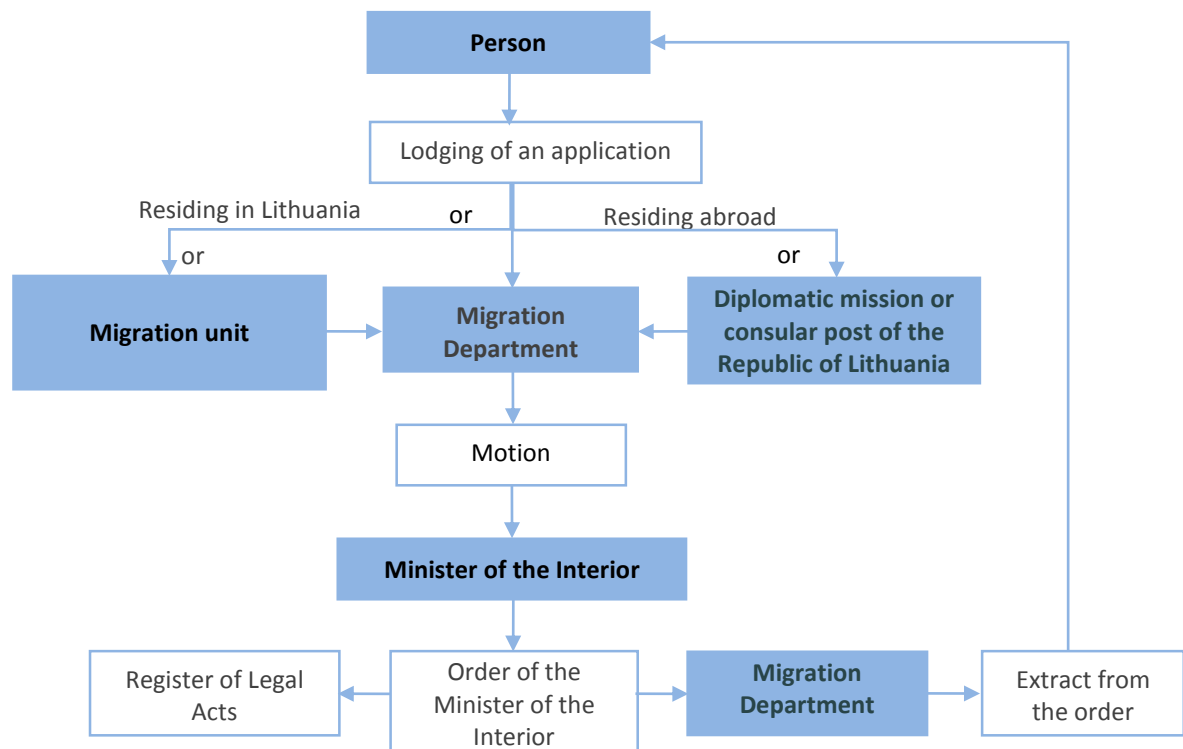 Person
Lodging of an application
Residing in Lithuania
or
Residing abroad
or
or
Migration unit
Migration
Department
Diplomatic mission or
consular post of the
Republic of Lithuania
Motion
Minister of the Interior
Register of Legal
Acts
Order of the
Minister of the
Interior
Migration
Department
Extract from
the order